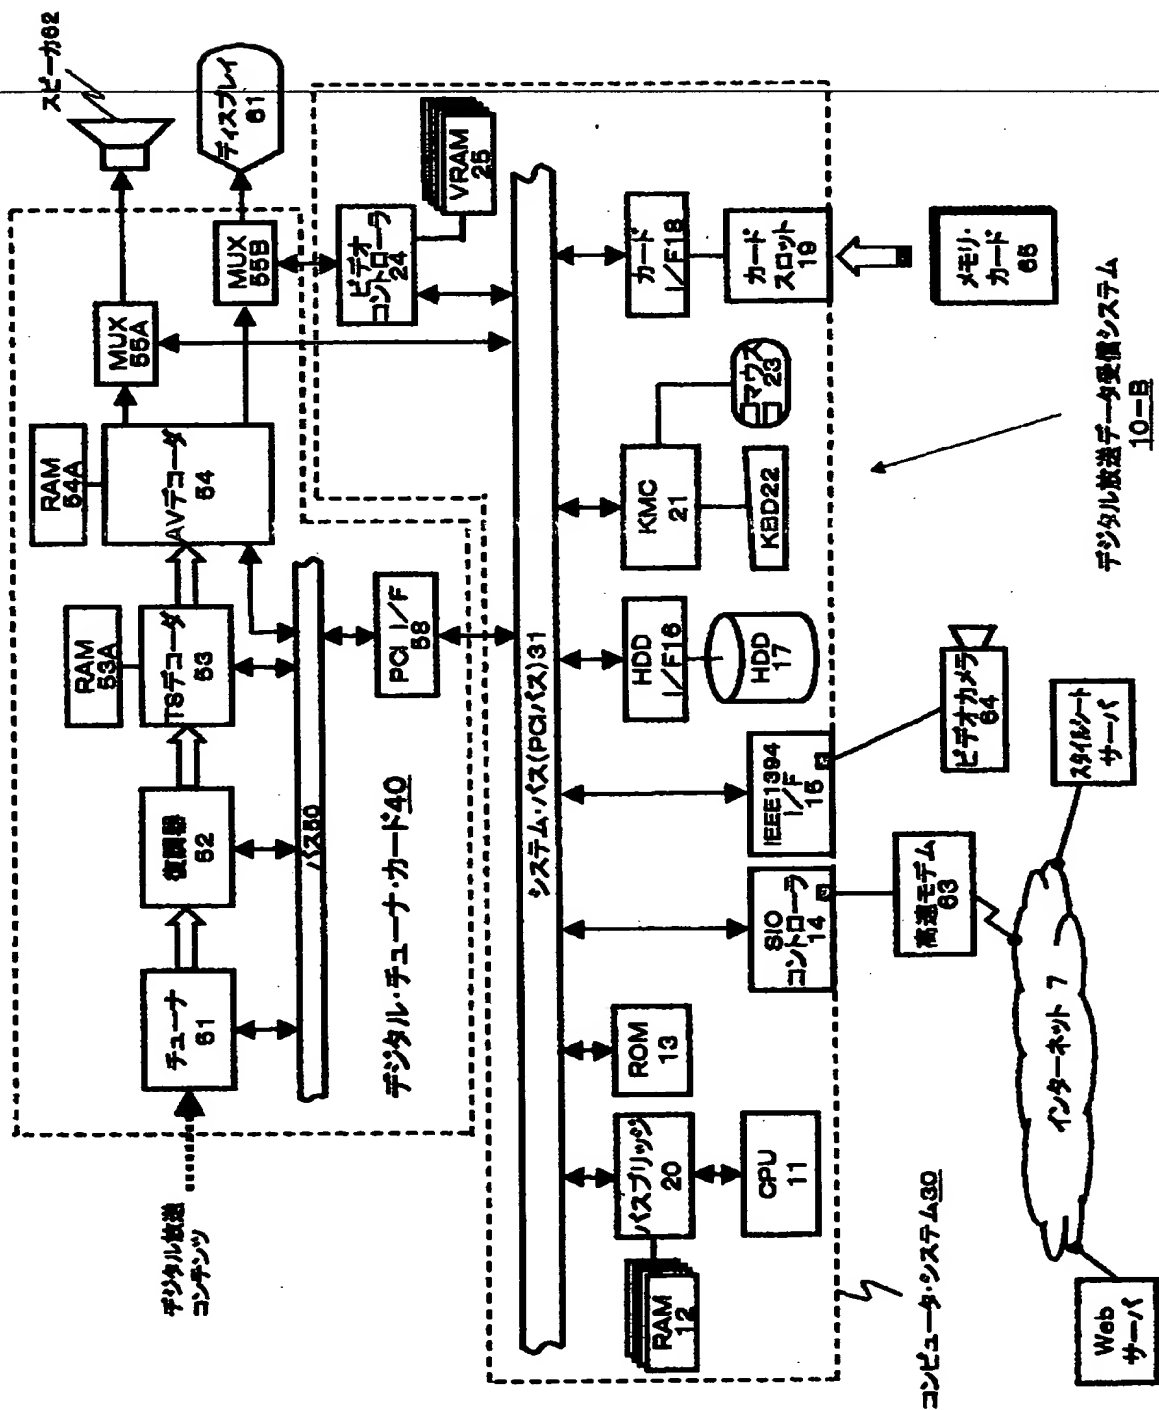 デジタル放送
コンテンツ
チューナ
51
復調器
52
RAM
53A
TSデコーダ
53
RAM
54A
AVデコーダ
54
MUX
55A
MUX
55B
スピーカ62
ディスプレイ
61
バス50
デジタル・チューナ・カード40
PCI I/F
58
ビデオ
コントローラ
24
VRAM
25
システム・バス(PCIバス)31
RAM
12
バスブリッジ
20
CPU
11
ROM
13
SIO
コントローラ
14
IEEE1394
I/F
15
HDD
I/F16
HDD
17
KMC
21
KBD22
マウス
23
カード
I/F18
カード
スロット
19
メモリ・
カード
65
コンピュータ・システム30
高速モデム
63
ビデオカメラ
64
デジタル放送データ受信システム
10-B
インターネット 7
Web
サーバ
スタイルシート
サーバ